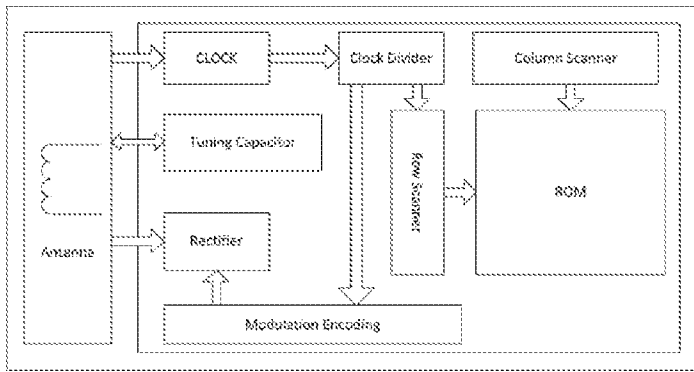 CLOCK
Clock Divider
Column Scanner
Tuning Capacitor
Row Scanner
ROM
Antenna
Rectifier
Modulation Encoding